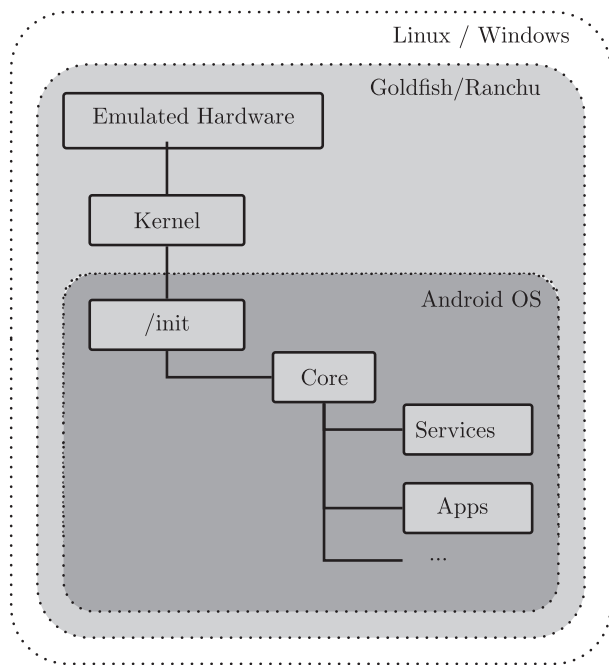 Linux / Windows
Goldfish/Ranchu
Emulated Hardware
Kernel
Android OS
/init
Core
Services
Apps
...